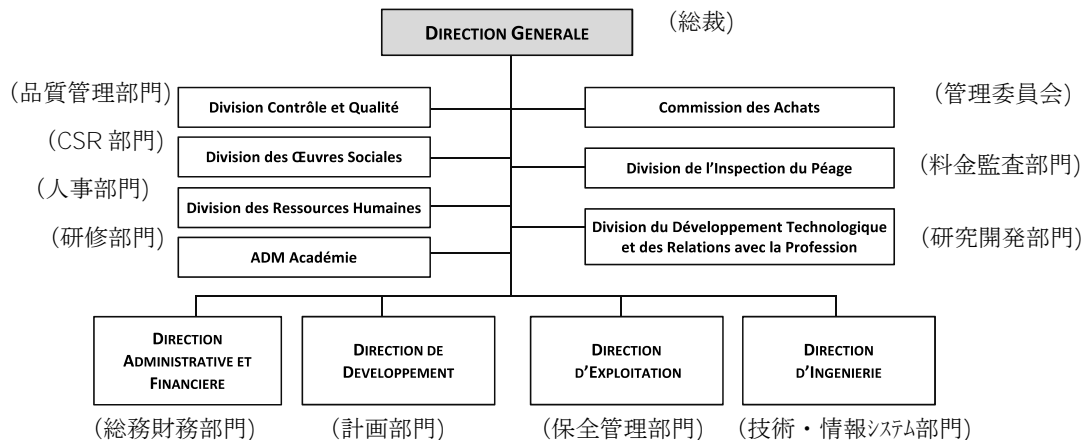 DIRECTION GENERALE
(総裁)
(品質管理部門)
Division Contrôle et Qualité
Commission des Achats
(管理委員会)
(CSR 部門)
Division des Œuvres Sociales
Division de l’Inspection du Péage
(料金監査部門)
(人事部門)
Division des Ressources Humaines
(研修部門)
ADM Académie
Division du Développement Technologique
et des Relations avec la Profession
(研究開発部門)
DIRECTION
ADMINISTRATIVE ET
FINANCIERE
DIRECTION DE
DEVELOPPEMENT
DIRECTION
D’EXPLOITATION
DIRECTION
D’INGENIERIE
(総務財務部門)
(計画部門)
(保全管理部門)
(技術・情報ｼｽﾃﾑ部門)